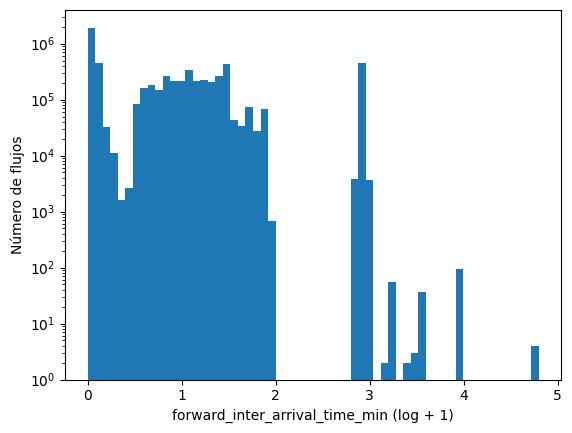 10⁶
10⁵
10⁴
10³
10²
10¹
10⁰
Número de flujos
0 1 2 3 4 5
forward_inter_arrival_time_min (log + 1)